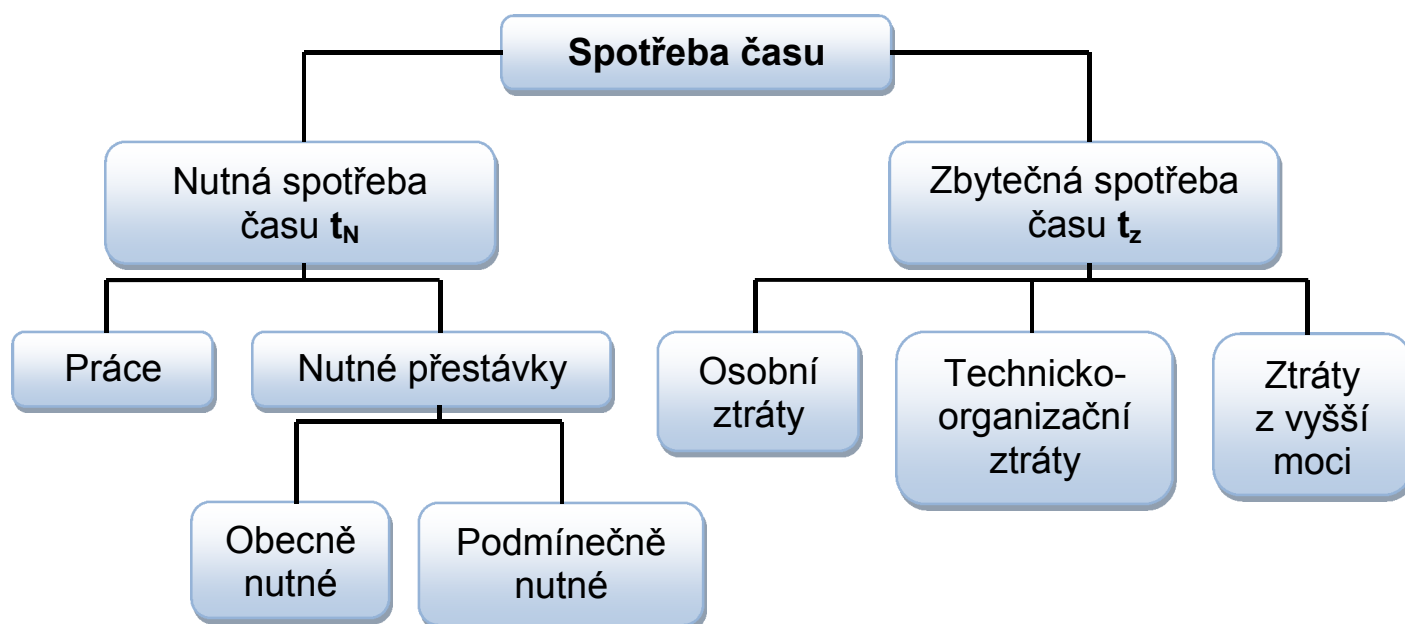 Spotřeba času
Nutná spotřeba
času tN
Zbytečná spotřeba
času tz
Práce
Nutné přestávky
Osobní
ztráty
Technicko-
organizační
ztráty
Ztráty
z vyšší
moci
Obecně
nutné
Podmínečně
nutné